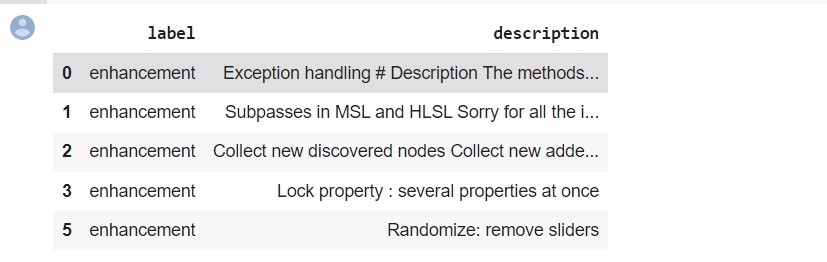 label description
0 enhancement Exception handling # Description The methods...
1 enhancement Subpasses in MSL and HLSL Sorry for all the i...
2 enhancement Collect new discovered nodes Collect new adde...
3 enhancement Lock property : several properties at once
5 enhancement Randomize: remove sliders